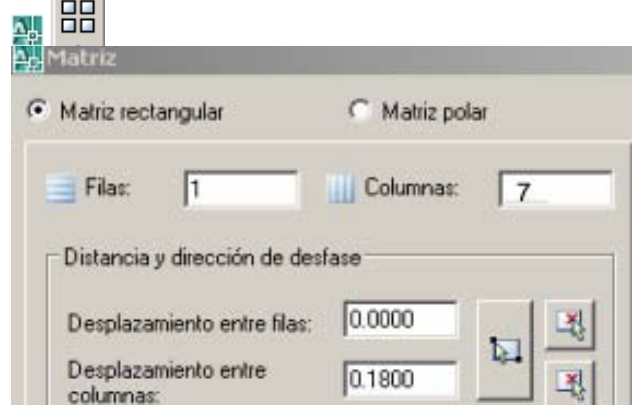 Matriz
Matriz rectangular Matriz polar
Filas: 1 Columnas: 7
Distancia y dirección de desfase
Desplazamiento entre filas: 0.0000
Desplazamiento entre
columnas: 0.1800